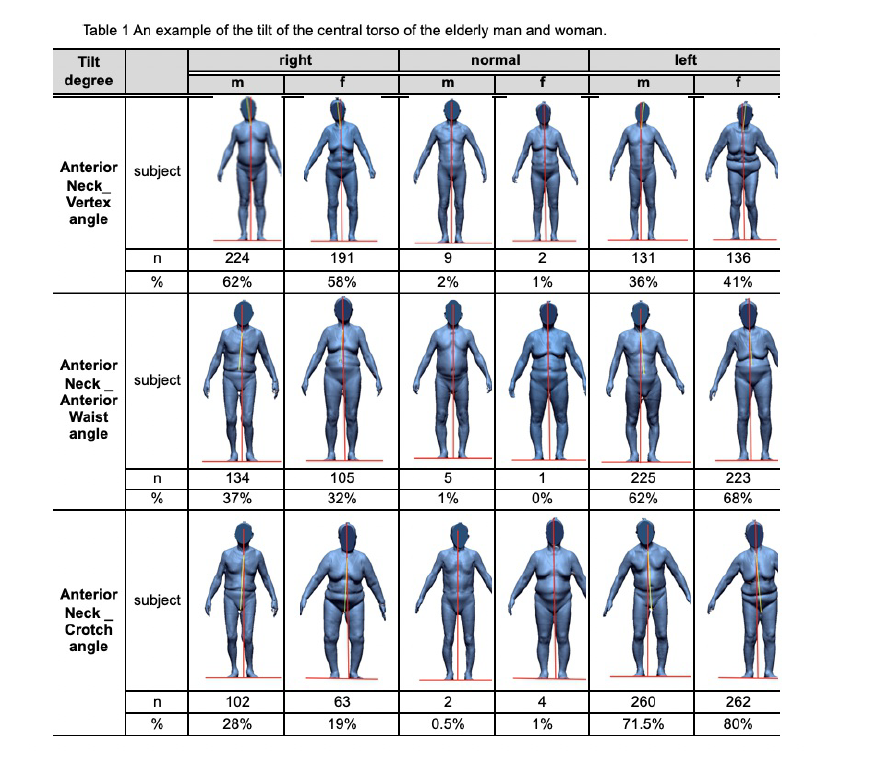 Table 1 An example of the tilt of the central torso of the elderly man and woman.
Tilt degree right normal left
m f m f m f
Anterior Neck_ Vertex angle
subject
n 224 191 9 2 131 136
% 62% 58% 2% 1% 36% 41%
Anterior Neck _ Anterior Waist angle
subject
n 134 105 5 1 225 223
% 37% 32% 1% 0% 62% 68%
Anterior Neck _ Crotch angle
subject
n 102 63 2 4 260 262
% 28% 19% 0.5% 1% 71.5% 80%